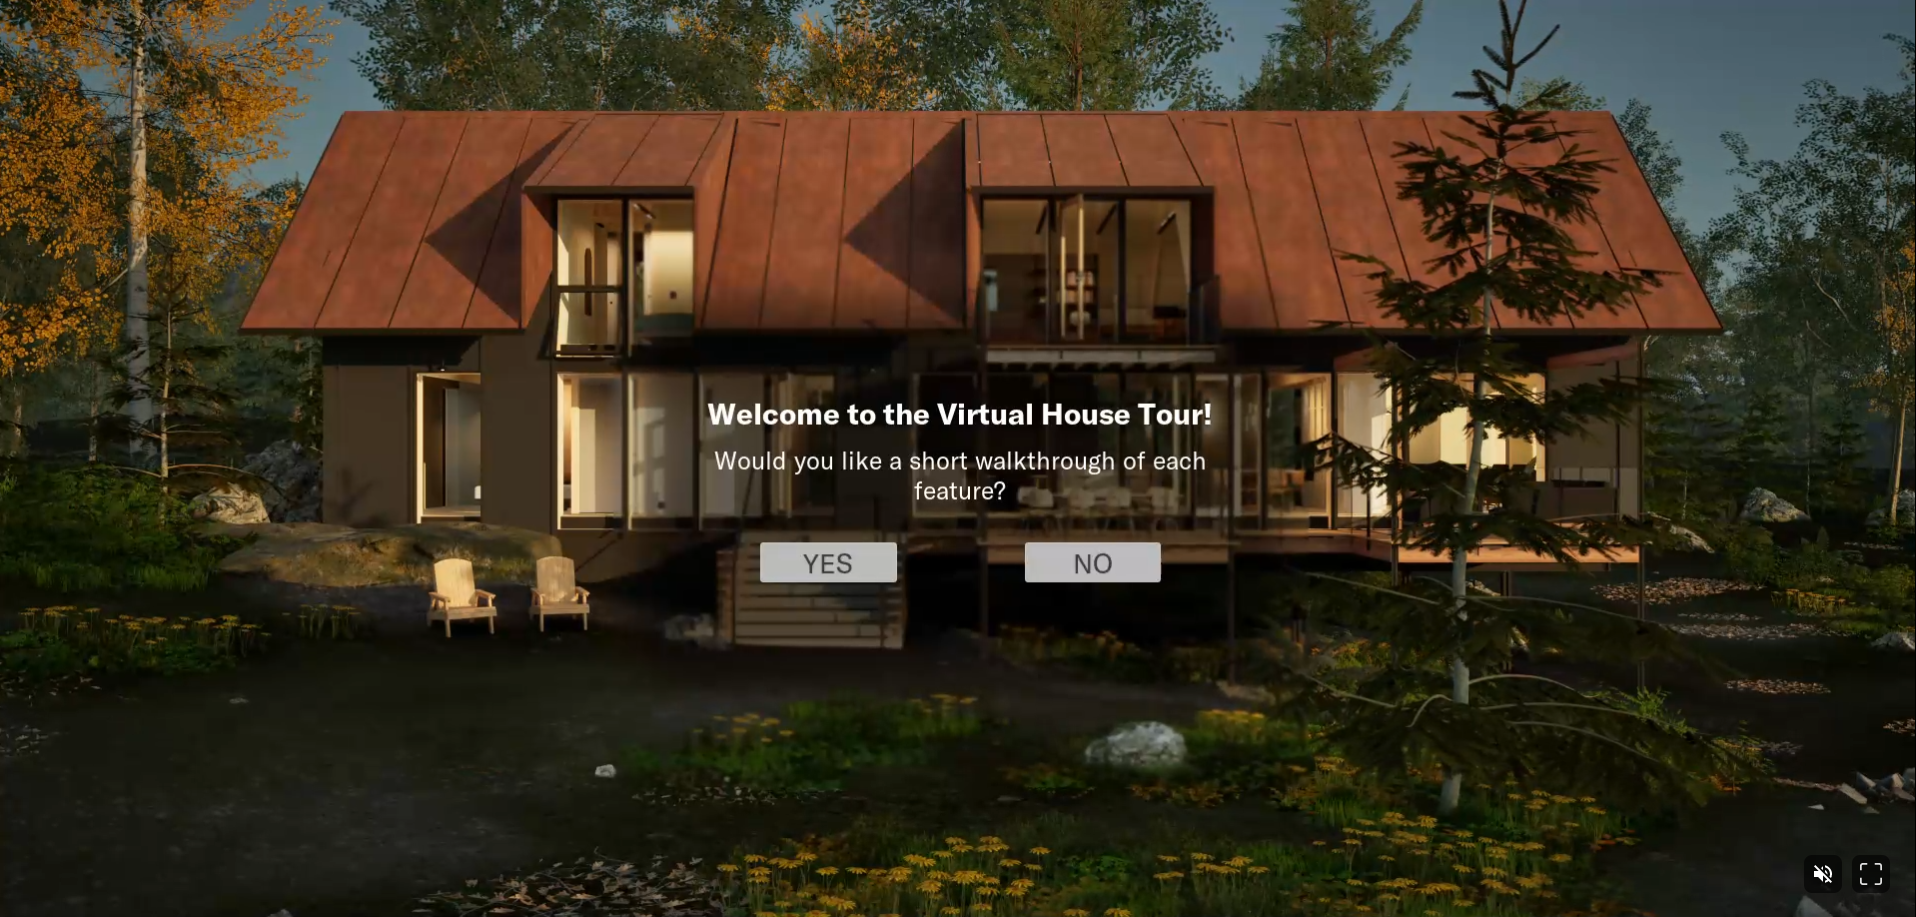 Welcome to the Virtual House Tour!
Would you like a short walkthrough of each
feature?
YES
NO